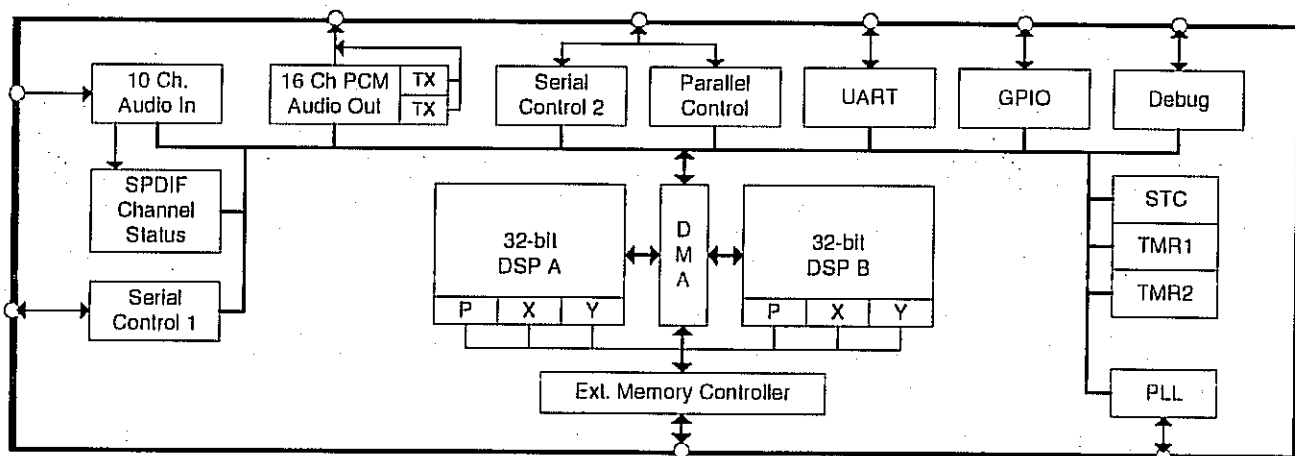 10 Ch.
Audio In
16 Ch PCM
Audio Out
TX
TX
Serial
Control 2
Parallel
Control
UART
GPIO
Debug
SPDIF
Channel
Status
Serial
Control 1
32-bit
DSP A
P X Y
D
M
A
32-bit
DSP B
P X Y
STC
TMR1
TMR2
Ext. Memory Controller
PLL